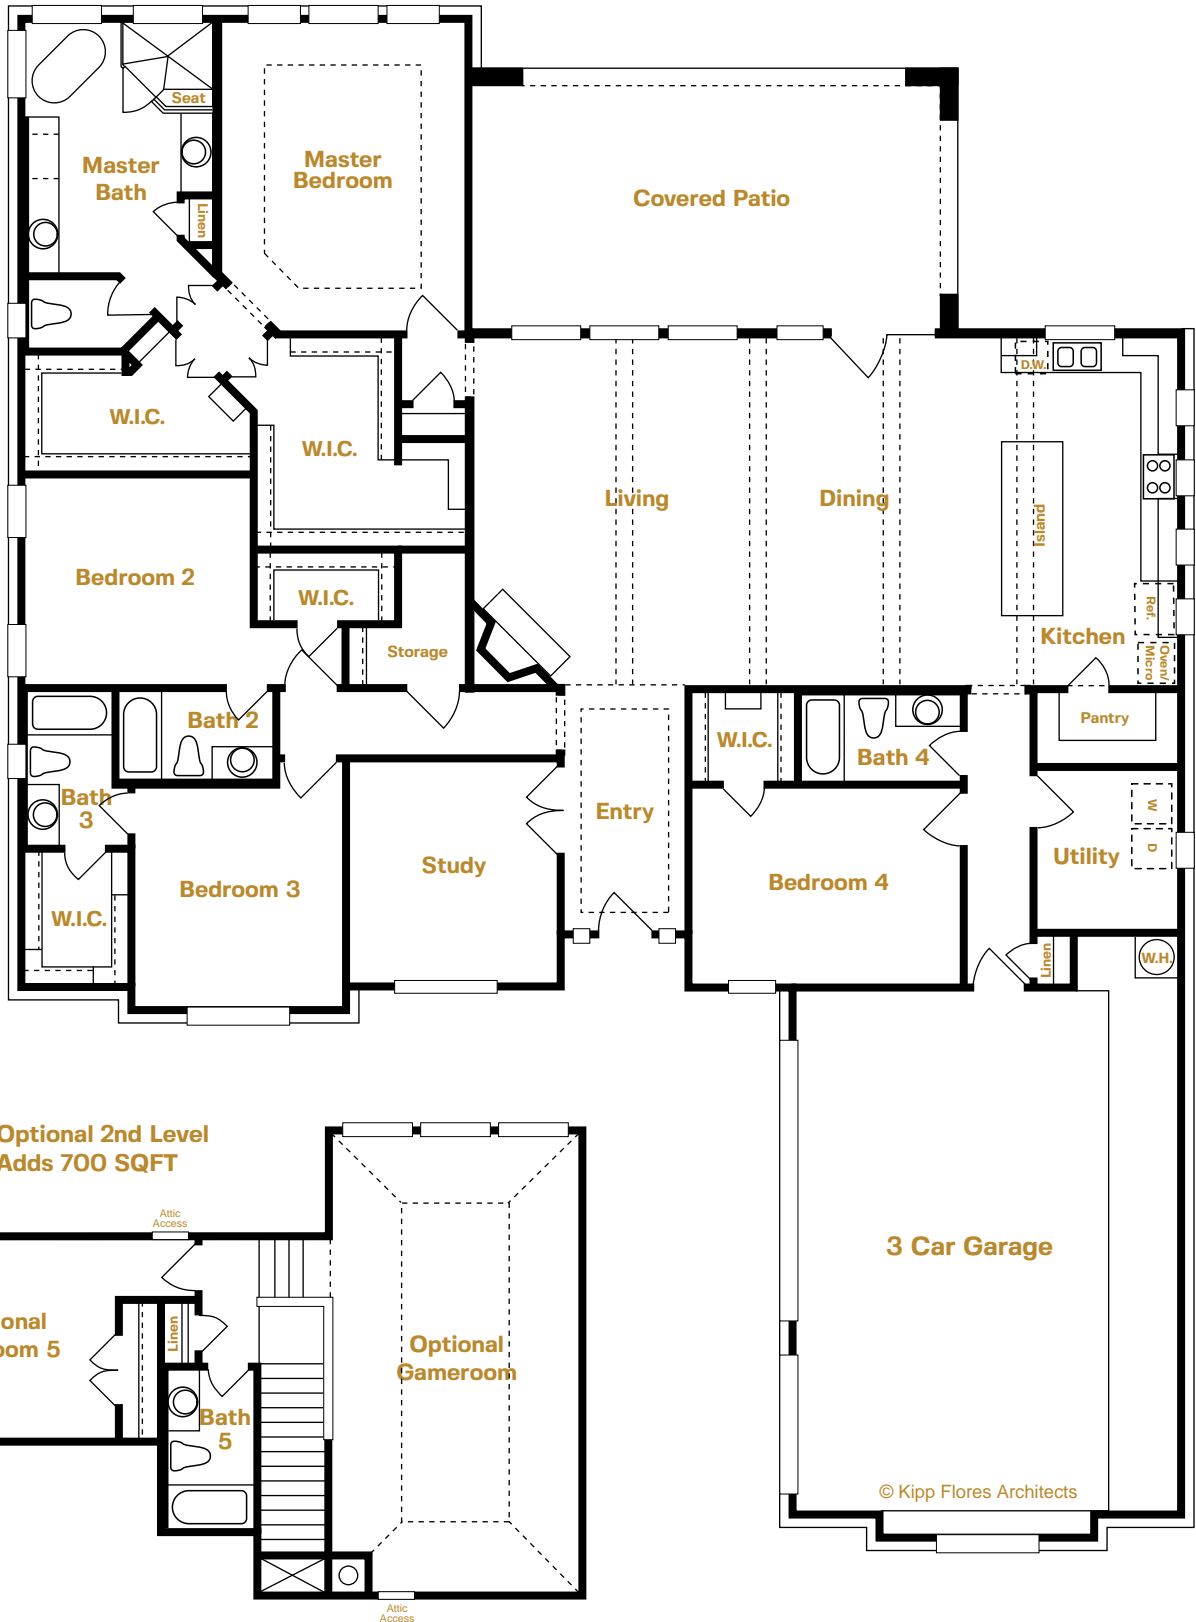 Seat
Master
Bath
Linen
Master
Bedroom
Covered Patio
D.W.
W.I.C.
W.I.C.
Living
Dining
Island
Bedroom 2
W.I.C.
Storage
Ref.
Kitchen
Oven/
Micro
Bath 2
W.I.C.
Bath 4
Pantry
Bath
3
Entry
W
D
Utility
Study
Bedroom 3
Bedroom 4
W.I.C.
Linen
W.H.
Optional 2nd Level
Adds 700 SQFT
Attic
Access
3 Car Garage
onal
oom 5
Linen
Optional
Gameroom
Bath
5
© Kipp Flores Architects
Attic
Access